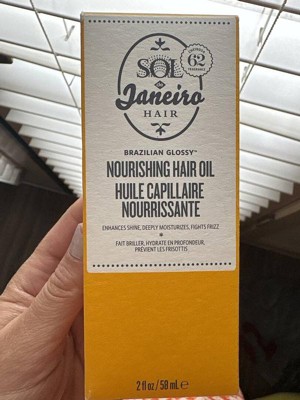 SOL
de
Janeiro
HAIR
62
BRAZILIAN GLOSSY™
NOURISHING HAIR OIL
HUILE CAPILLAIRE
NOURRISSANTE
ENHANCES SHINE, DEEPLY MOISTURIZES, FIGHTS FRIZZ
FAIT BRILLER, HYDRATE EN PROFONDEUR,
PRÉVIENT LES FRISOTTIS
2 fl oz / 58 mL e